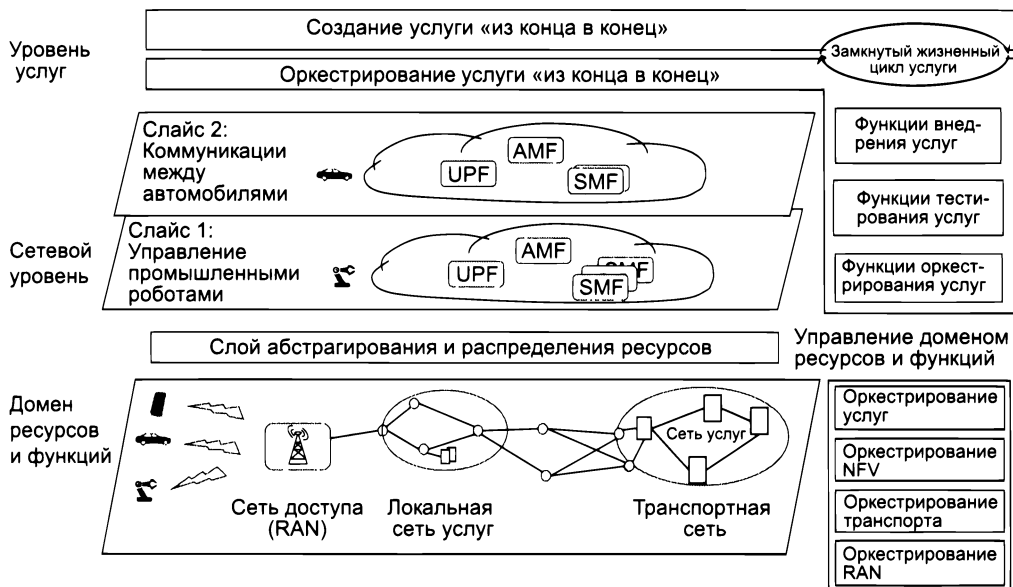 Уровень
услуг
Создание услуги «из конца в конец»
Оркестрирование услуги «из конца в конец»
Замкнутый жизненный
цикл услуги
Функции внед-
рения услуг
Функции тести-
рования услуг
Функции оркест-
рирования услуг
Слайс 2:
Коммуникации
между
автомобилями
AMF
UPF
SMF
Сетевой
уровень
Слайс 1:
Управление
промышленными
роботами
AMF
UPF
SMF
SMF
Слой абстрагирования и распределения ресурсов
Управление доменом
ресурсов и функций
Домен
ресурсов
и функций
Сеть услуг
Сеть доступа
(RAN)
Локальная
сеть услуг
Транспортная
сеть
Оркестрирование
услуг
Оркестрирование
NFV
Оркестрирование
транспорта
Оркестрирование
RAN